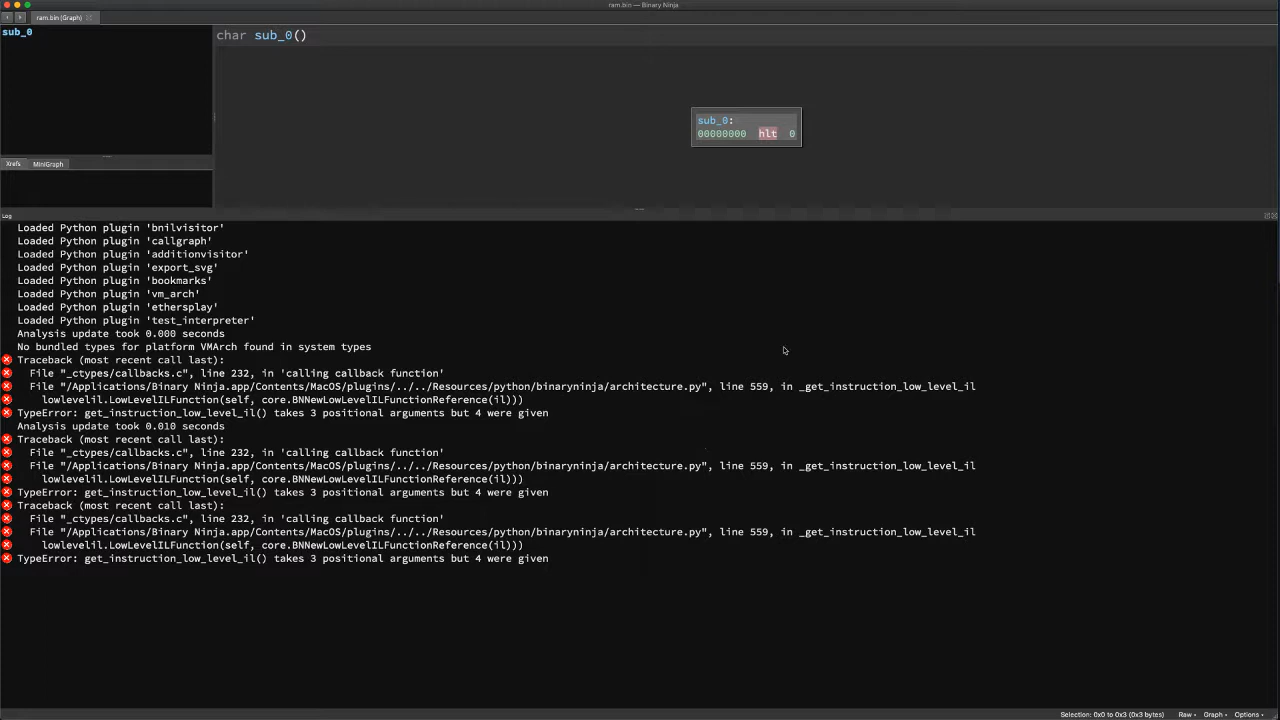 ram.bin — Binary Ninja
ram.bin (Graph)
sub_0
char sub_0()
sub_0:
00000000 hlt 0
Xrefs MiniGraph
Log
Loaded Python plugin 'bnilvisitor'
Loaded Python plugin 'callgraph'
Loaded Python plugin 'additionvisitor'
Loaded Python plugin 'export_svg'
Loaded Python plugin 'bookmarks'
Loaded Python plugin 'vm_arch'
Loaded Python plugin 'ethersplay'
Loaded Python plugin 'test_interpreter'
Analysis update took 0.000 seconds
No bundled types for platform VMArch found in system types
Traceback (most recent call last):
File "_ctypes/callbacks.c", line 232, in 'calling callback function'
File "/Applications/Binary Ninja.app/Contents/MacOS/plugins/../../Resources/python/binaryninja/architecture.py", line 559, in _get_instruction_low_level_il
lowlevelil.LowLevelILFunction(self, core.BNNewLowLevelILFunctionReference(il)))
TypeError: get_instruction_low_level_il() takes 3 positional arguments but 4 were given
Analysis update took 0.010 seconds
Traceback (most recent call last):
File "_ctypes/callbacks.c", line 232, in 'calling callback function'
File "/Applications/Binary Ninja.app/Contents/MacOS/plugins/../../Resources/python/binaryninja/architecture.py", line 559, in _get_instruction_low_level_il
lowlevelil.LowLevelILFunction(self, core.BNNewLowLevelILFunctionReference(il)))
TypeError: get_instruction_low_level_il() takes 3 positional arguments but 4 were given
Traceback (most recent call last):
File "_ctypes/callbacks.c", line 232, in 'calling callback function'
File "/Applications/Binary Ninja.app/Contents/MacOS/plugins/../../Resources/python/binaryninja/architecture.py", line 559, in _get_instruction_low_level_il
lowlevelil.LowLevelILFunction(self, core.BNNewLowLevelILFunctionReference(il)))
TypeError: get_instruction_low_level_il() takes 3 positional arguments but 4 were given
Selection: 0x0 to 0x3 (0x3 bytes) Raw Graph Options